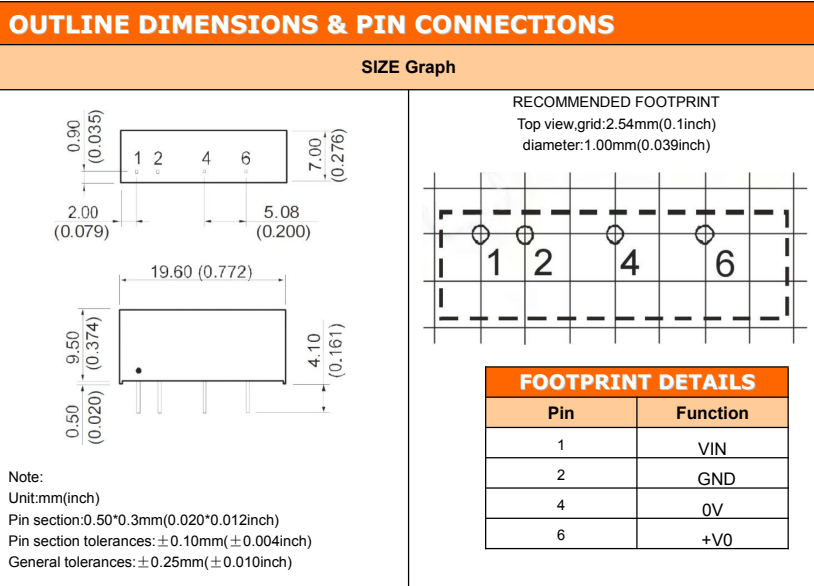 OUTLINE DIMENSIONS & PIN CONNECTIONS
SIZE Graph
0.90
(0.035)
1 2 4 6
7.00
(0.276)
2.00
(0.079)
5.08
(0.200)
19.60 (0.772)
9.50
(0.374)
4.10
(0.161)
0.50
(0.020)
Note:
Unit:mm(inch)
Pin section:0.50*0.3mm(0.020*0.012inch)
Pin section tolerances:±0.10mm(±0.004inch)
General tolerances:±0.25mm(±0.010inch)
RECOMMENDED FOOTPRINT
Top view,grid:2.54mm(0.1inch)
diameter:1.00mm(0.039inch)
1 2 4 6
FOOTPRINT DETAILS
Pin Function
1 VIN
2 GND
4 0V
6 +V0